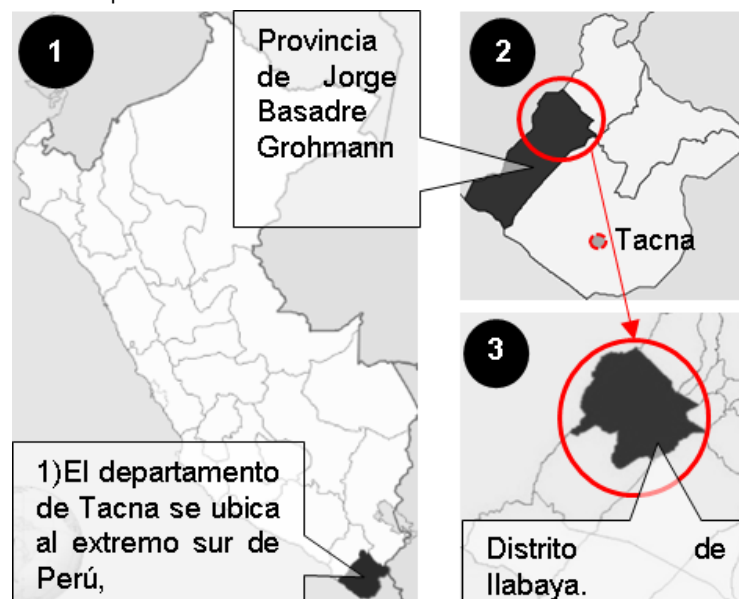 1
Provincia
de Jorge
Basadre
Grohmann
1)El departamento
de Tacna se ubica
al extremo sur de
Perú,
2
Tacna
3
Distrito de
Ilabaya.